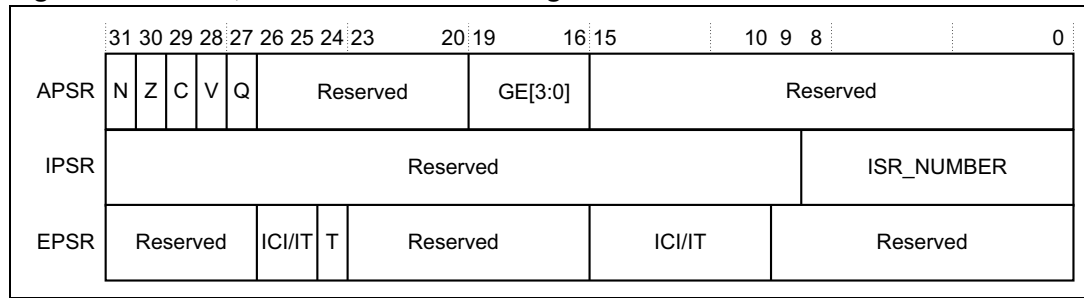 31 30 29 28 27 26 25 24 23 20 19 16 15 10 9 8 0
APSR N Z C V Q Reserved GE[3:0] Reserved
IPSR Reserved ISR_NUMBER
EPSR Reserved ICI/IT T Reserved ICI/IT Reserved